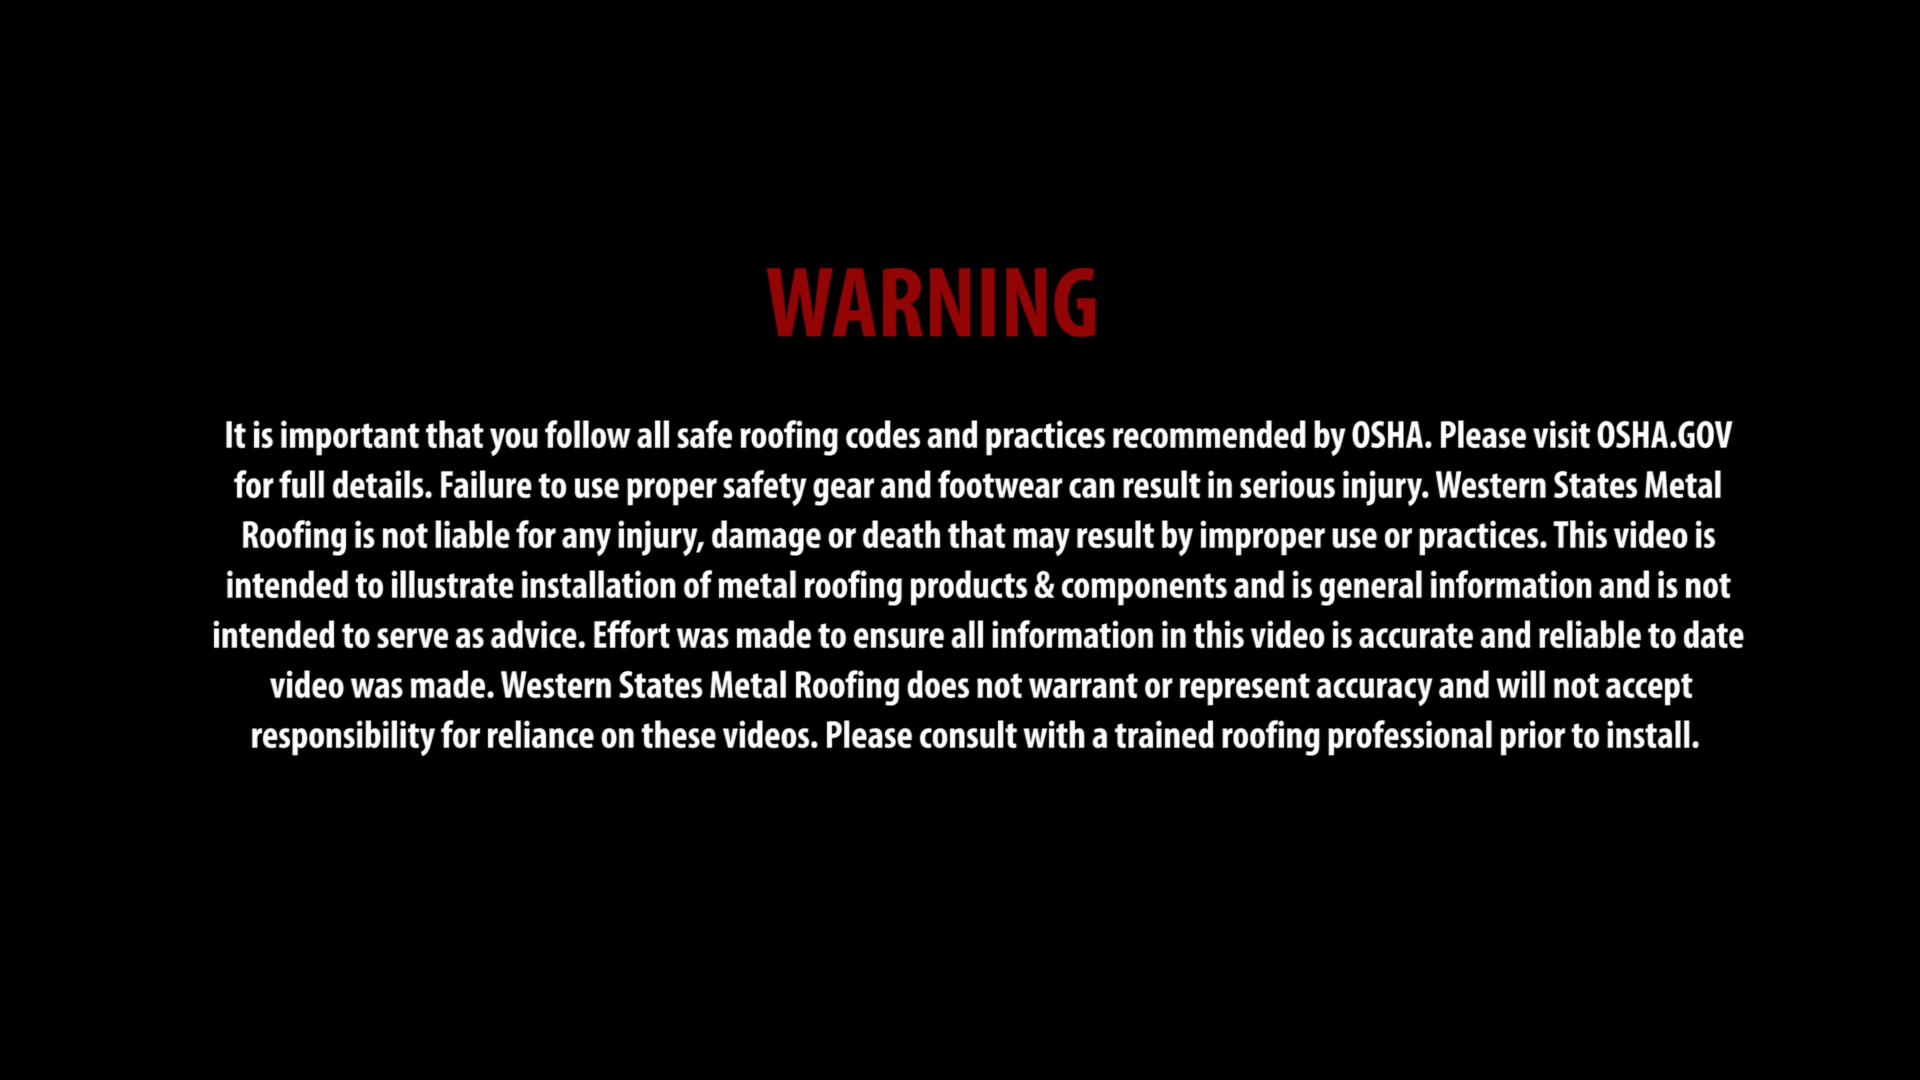 WARNING
It is important that you follow all safe roofing codes and practices recommended by OSHA. Please visit OSHA.GOV
for full details. Failure to use proper safety gear and footwear can result in serious injury. Western States Metal
Roofing is not liable for any injury, damage or death that may result by improper use or practices. This video is
intended to illustrate installation of metal roofing products & components and is general information and is not
intended to serve as advice. Effort was made to ensure all information in this video is accurate and reliable to date
video was made. Western States Metal Roofing does not warrant or represent accuracy and will not accept
responsibility for reliance on these videos. Please consult with a trained roofing professional prior to install.